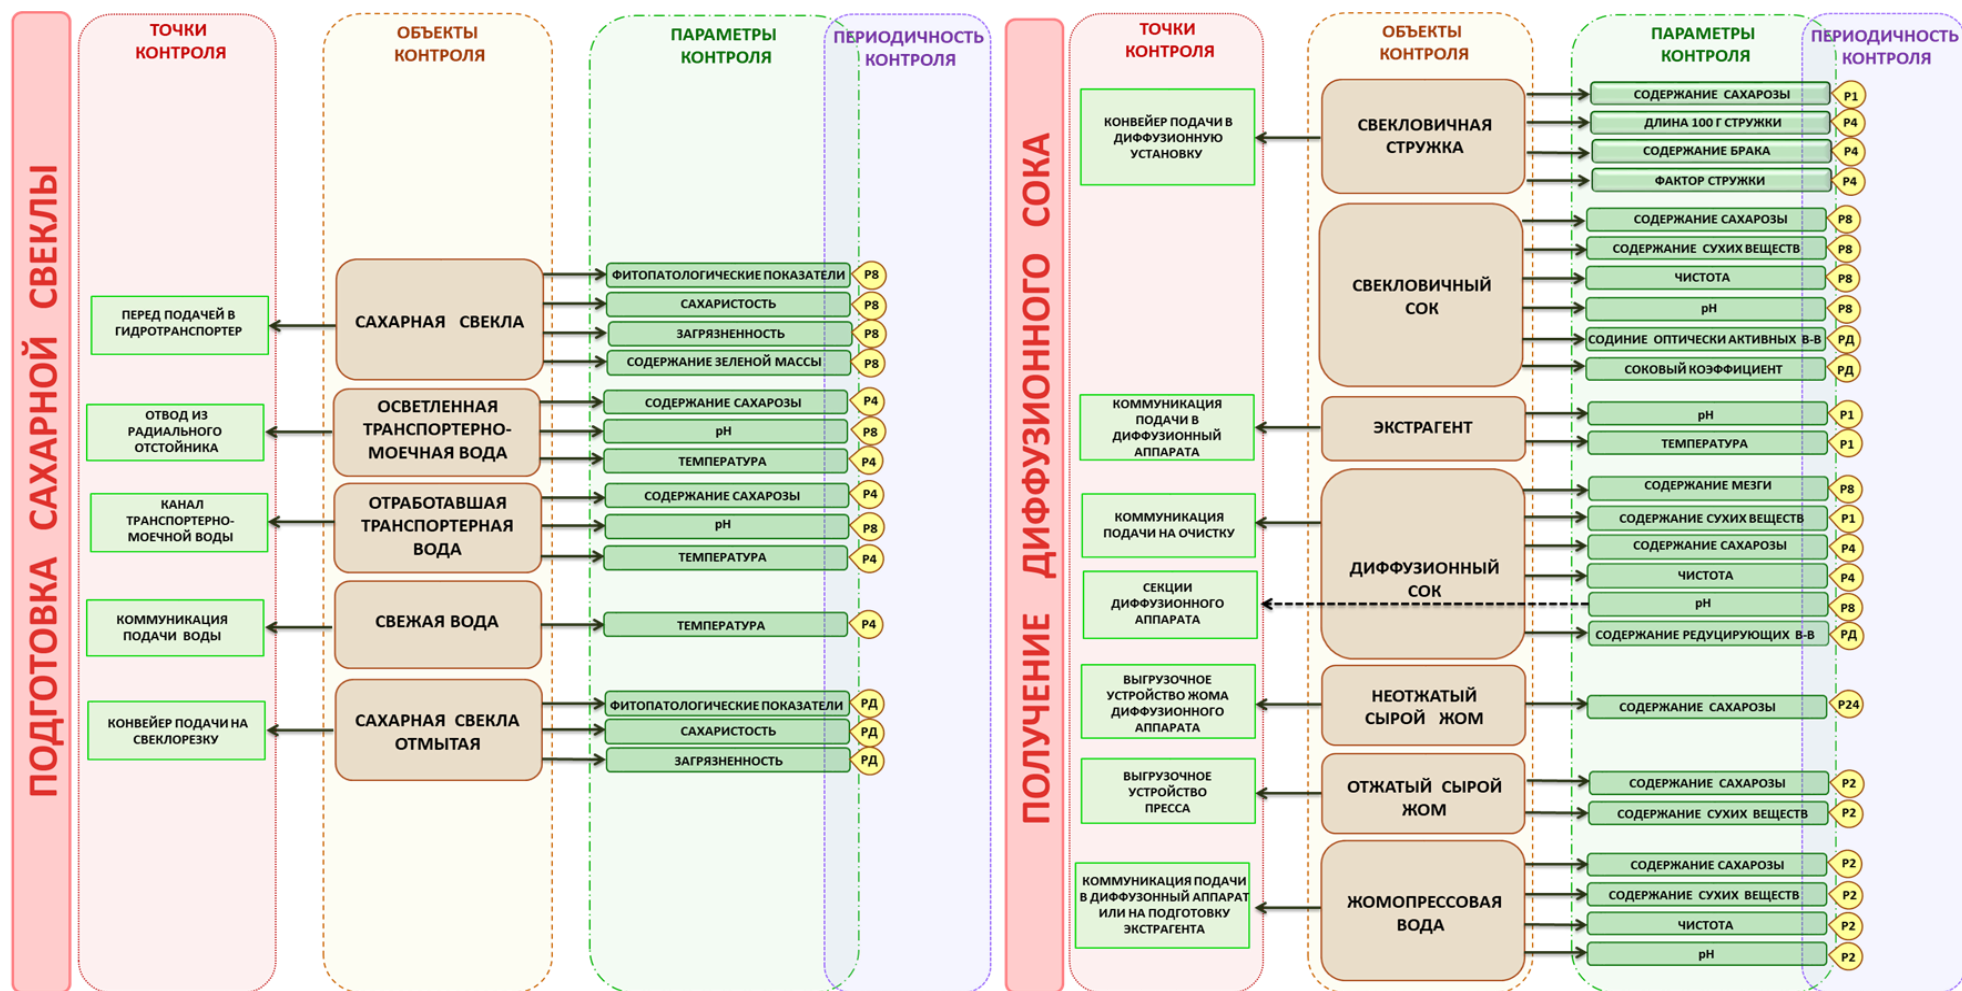 ПОДГОТОВКА САХАРНОЙ СВЕКЛЫ
ТОЧКИ
КОНТРОЛЯ
ОБЪЕКТЫ
КОНТРОЛЯ
ПАРАМЕТРЫ
КОНТРОЛЯ
ПЕРИОДИЧНОСТЬ
КОНТРОЛЯ
ПЕРЕД ПОДАЧЕЙ В
ГИДРОТРАНСПОРТЕР
САХАРНАЯ СВЕКЛА
ФИТОПАТОЛОГИЧЕСКИЕ ПОКАЗАТЕЛИ
Р8
САХАРИСТОСТЬ
Р8
ЗАГРЯЗНЕННОСТЬ
Р8
СОДЕРЖАНИЕ ЗЕЛЕНОЙ МАССЫ
Р8
ОТВОД ИЗ
РАДИАЛЬНОГО
ОТСТОЙНИКА
ОСВЕТЛЕННАЯ
ТРАНСПОРТЕРНО-
МОЕЧНАЯ ВОДА
СОДЕРЖАНИЕ САХАРОЗЫ
Р4
рН
Р8
ТЕМПЕРАТУРА
Р4
КАНАЛ
ТРАНСПОРТЕРНО-
МОЕЧНОЙ ВОДЫ
ОТРАБОТАВШАЯ
ТРАНСПОРТЕРНАЯ
ВОДА
СОДЕРЖАНИЕ САХАРОЗЫ
Р4
рН
Р8
ТЕМПЕРАТУРА
Р4
КОММУНИКАЦИЯ
ПОДАЧИ ВОДЫ
СВЕЖАЯ ВОДА
ТЕМПЕРАТУРА
Р4
КОНВЕЙЕР ПОДАЧИ НА
СВЕКЛОРЕЗКУ
САХАРНАЯ СВЕКЛА
ОТМЫТАЯ
ФИТОПАТОЛОГИЧЕСКИЕ ПОКАЗАТЕЛИ
РД
САХАРИСТОСТЬ
РД
ЗАГРЯЗНЕННОСТЬ
РД
ПОЛУЧЕНИЕ ДИФФУЗИОННОГО СОКА
ТОЧКИ
КОНТРОЛЯ
ОБЪЕКТЫ
КОНТРОЛЯ
ПАРАМЕТРЫ
КОНТРОЛЯ
ПЕРИОДИЧНОСТЬ
КОНТРОЛЯ
КОНВЕЙЕР ПОДАЧИ В
ДИФФУЗИОННУЮ
УСТАНОВКУ
СВЕКЛОВИЧНАЯ
СТРУЖКА
СОДЕРЖАНИЕ САХАРОЗЫ
Р1
ДЛИНА 100 Г СТРУЖКИ
Р4
СОДЕРЖАНИЕ БРАКА
Р4
ФАКТОР СТРУЖКИ
Р4
СВЕКЛОВИЧНЫЙ
СОК
СОДЕРЖАНИЕ САХАРОЗЫ
Р8
СОДЕРЖАНИЕ СУХИХ ВЕЩЕСТВ
Р8
ЧИСТОТА
Р8
рН
Р8
СОДИНИЕ ОПТИЧЕСКИ АКТИВНЫХ В-В
РД
СОКОВЫЙ КОЭФФИЦИЕНТ
РД
КОММУНИКАЦИЯ
ПОДАЧИ В
ДИФФУЗИОННЫЙ
АППАРАТА
ЭКСТРАГЕНТ
рН
Р1
ТЕМПЕРАТУРА
Р1
КОММУНИКАЦИЯ
ПОДАЧИ НА ОЧИСТКУ
СЕКЦИИ
ДИФФУЗИОННОГО
АППАРАТА
ДИФФУЗИОННЫЙ
СОК
СОДЕРЖАНИЕ МЕЗГИ
Р8
СОДЕРЖАНИЕ СУХИХ ВЕЩЕСТВ
Р1
СОДЕРЖАНИЕ САХАРОЗЫ
Р4
ЧИСТОТА
Р4
рН
Р8
СОДЕРЖАНИЕ РЕДУЦИРУЮЩИХ В-В
РД
ВЫГРУЗОЧНОЕ
УСТРОЙСТВО ЖОМА
ДИФФУЗИОННОГО
АППАРАТА
НЕОТЖАТЫЙ
СЫРОЙ ЖОМ
СОДЕРЖАНИЕ САХАРОЗЫ
Р24
ВЫГРУЗОЧНОЕ
УСТРОЙСТВО
ПРЕССА
ОТЖАТЫЙ СЫРОЙ
ЖОМ
СОДЕРЖАНИЕ САХАРОЗЫ
Р2
СОДЕРЖАНИЕ СУХИХ ВЕЩЕСТВ
Р2
КОММУНИКАЦИЯ ПОДАЧИ
В ДИФФУЗНЫЙ АППАРАТ
ИЛИ НА ПОДГОТОВКУ
ЭКСТРАГЕНТА
ЖОМОПРЕССОВАЯ
ВОДА
СОДЕРЖАНИЕ САХАРОЗЫ
Р2
СОДЕРЖАНИЕ СУХИХ ВЕЩЕСТВ
Р2
ЧИСТОТА
Р2
рН
Р2